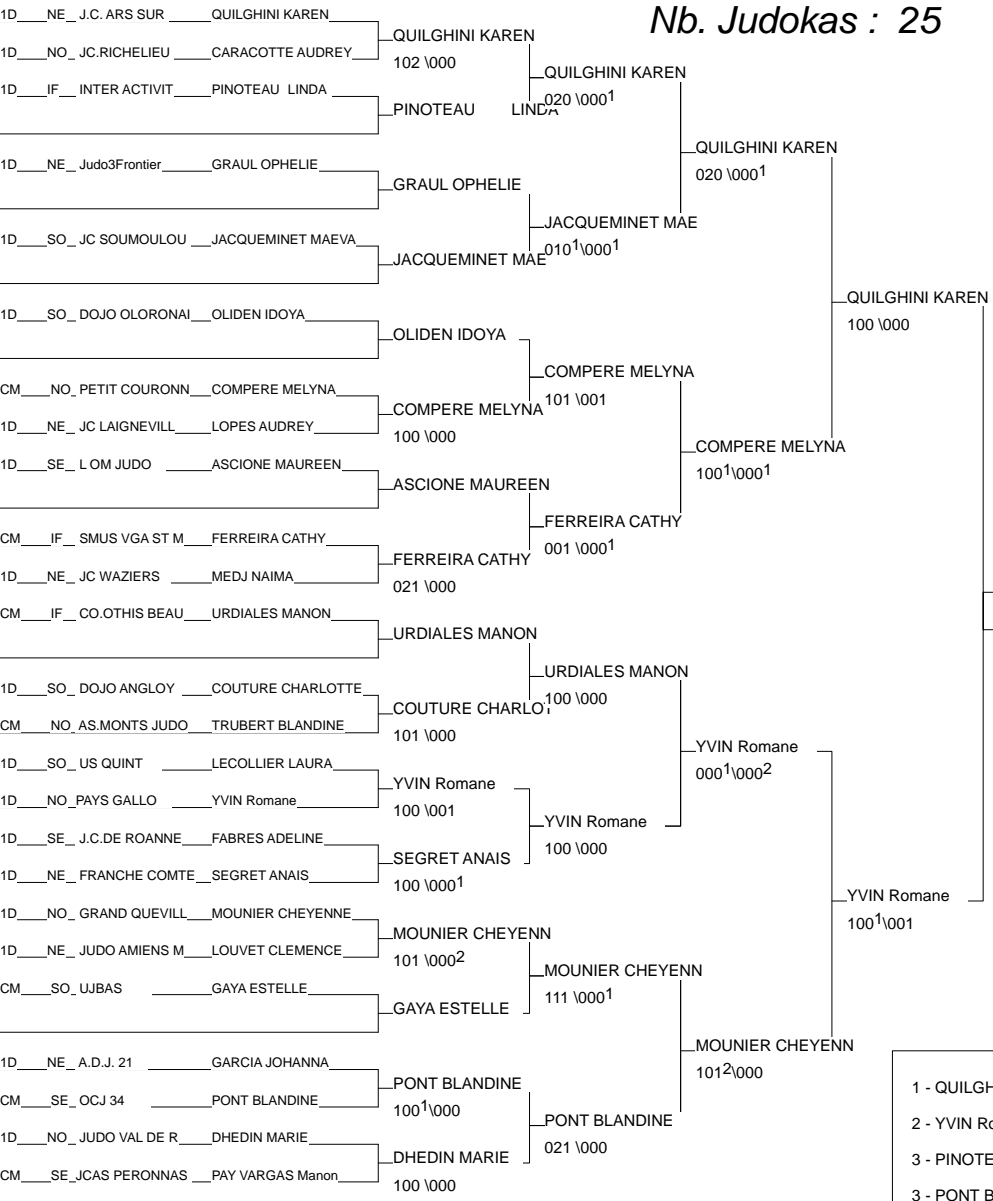 Nb. Judokas : 25
1D NE J.C. ARS SUR QUILGHINI KAREN
1D NO JC.RICHELIEU CARACOTTE AUDREY
1D IF INTER ACTIVIT PINOTEAU LINDA
1D NE Judo3Frontier GRAUL OPHELIE
1D SO JC SOUMOULOU JACQUEMINET MAEVA
1D SO DOJO OLORONAI OLIDEN IDOYA
CM NO PETIT COURONN COMPERE MELYNA
1D NE JC LAIGNEVILL LOPES AUDREY
1D SE L OM JUDO ASCIONE MAUREEN
CM IF SMUS VGA ST M FERREIRA CATHY
1D NE JC WAZIERS MEDJ NAIMA
CM IF CO.OTHIS BEAU URDIALES MANON
1D SO DOJO ANGLOY COUTURE CHARLOTTE
CM NO AS.MONTS JUDO TRUBERT BLANDINE
1D SO US QUINT LECOLLIER LAURA
1D NO PAYS GALLO YVIN Romane
1D SE J.C.DE ROANNE FABRES ADELINE
1D NE FRANCHE COMTE SEGRET ANAIS
1D NO GRAND QUEVILL MOUNIER CHEYENNE
1D NE JUDO AMIENS M LOUVET CLEMENCE
CM SO UJBAS GAYA ESTELLE
1D NE A.D.J. 21 GARCIA JOHANNA
CM SE OCJ 34 PONT BLANDINE
1D NO JUDO VAL DE R DHEDIN MARIE
CM SE JCAS PERONNAS PAY VARGAS Manon
QUILGHINI KAREN
102 \000
PINOTEAU LINDA
GRAUL OPHELIE
JACQUEMINET MAE
OLIDEN IDOYA
COMPERE MELYNA
100 \000
ASCIONE MAUREEN
FERREIRA CATHY
021 \000
URDIALES MANON
COUTURE CHARLOT
101 \000
YVIN Romane
100 \001
SEGRET ANAIS
100 \0001
MOUNIER CHEYENN
101 \0002
GAYA ESTELLE
PONT BLANDINE
1001\000
DHEDIN MARIE
100 \000
QUILGHINI KAREN
020 \0001
JACQUEMINET MAE
0101\0001
COMPERE MELYNA
101 \001
FERREIRA CATHY
001 \0001
URDIALES MANON
100 \000
YVIN Romane
100 \000
MOUNIER CHEYENN
111 \0001
PONT BLANDINE
021 \000
QUILGHINI KAREN
020 \0001
COMPERE MELYNA
1001\0001
YVIN Romane
0001\0002
MOUNIER CHEYENN
1012\000
QUILGHINI KAREN
100 \000
YVIN Romane
1001\001
1 - QUILGH
2 - YVIN Ro
3 - PINOTE
3 - PONT B